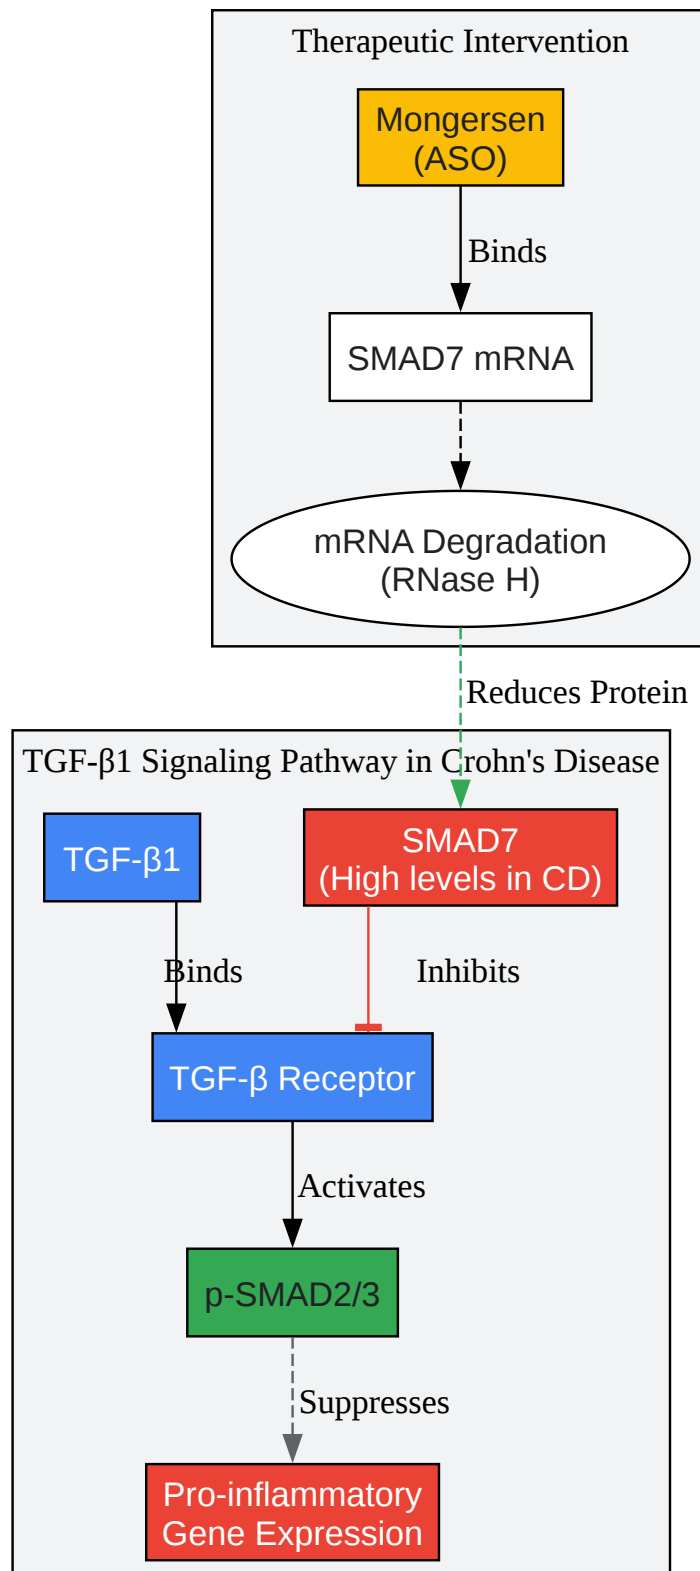 Therapeutic Intervention
Mongersen
(ASO)
Binds
SMAD7 mRNA
mRNA Degradation
(RNase H)
Reduces Protein
TGF-β1 Signaling Pathway in Crohn's Disease
TGF-β1
SMAD7
(High levels in CD)
Binds
Inhibits
TGF-β Receptor
Activates
p-SMAD2/3
Suppresses
Pro-inflammatory
Gene Expression